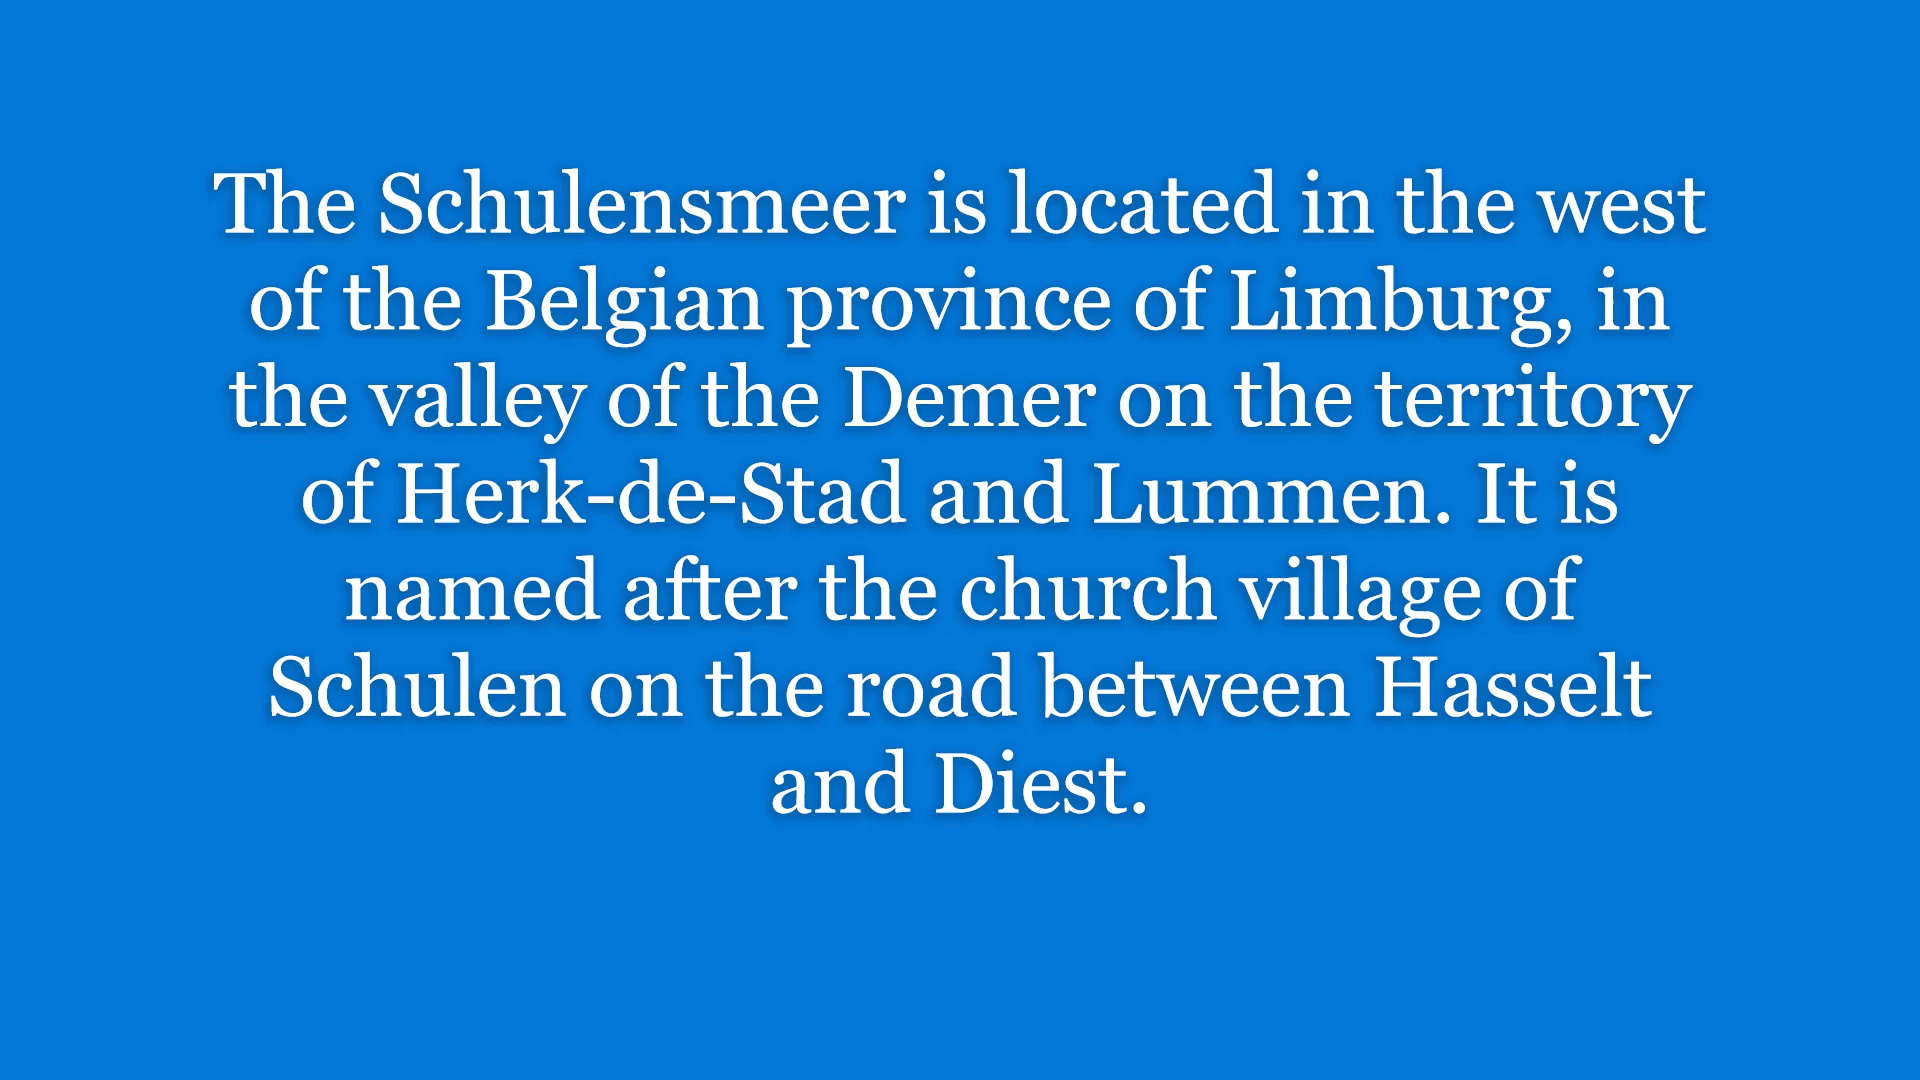 The Schulensmeer is located in the west
of the Belgian province of Limburg, in
the valley of the Demer on the territory
of Herk-de-Stad and Lummen. It is
named after the church village of
Schulen on the road between Hasselt
and Diest.